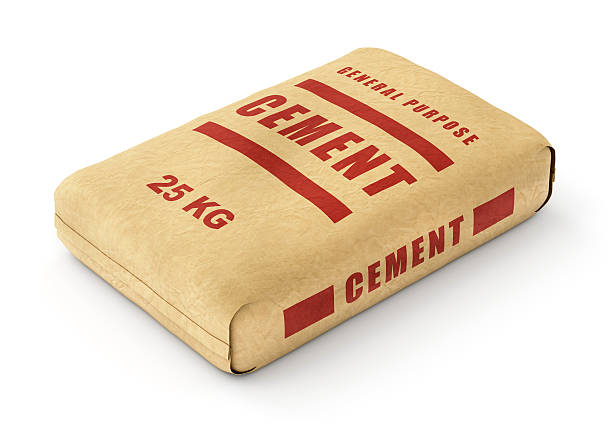 GENERAL PURPOSE
CEMENT
25 KG
CEMENT